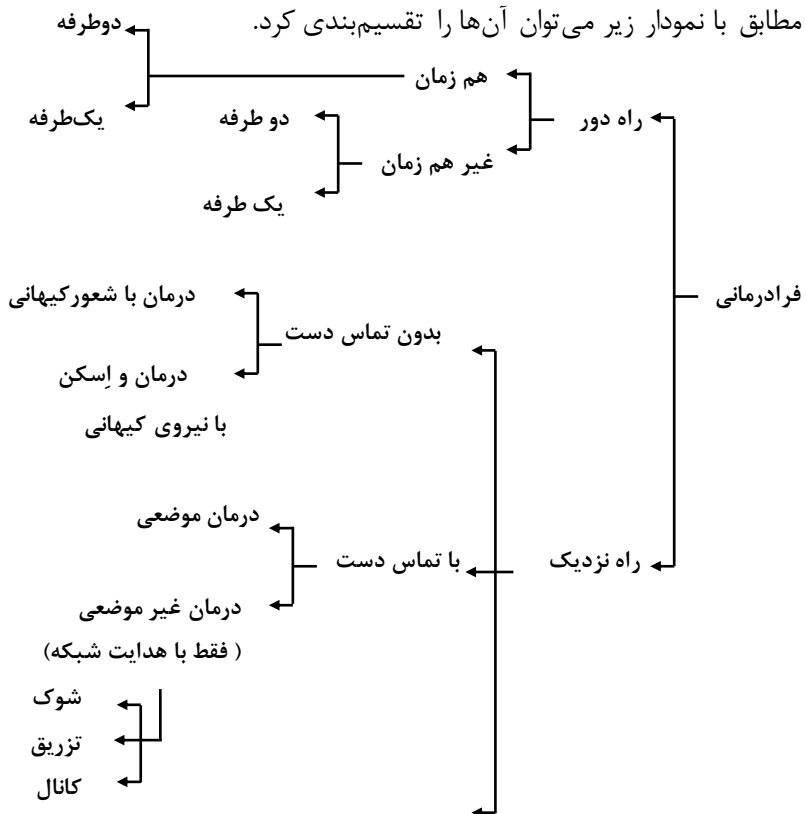 مطابق با نمودار زیر می‌توان آن‌ها را تقسیم‌بندی کرد.
فرادرمانی
راه دور
هم زمان
دوطرفه
یک‌طرفه
غیر هم زمان
دو طرفه
یک طرفه
راه نزدیک
بدون تماس دست
درمان با شعورکیهانی
درمان و اِسکن
با نیروی کیهانی
با تماس دست
درمان موضعی
درمان غیر موضعی
( فقط با هدایت شبکه)
شوک
تزریق
کانال